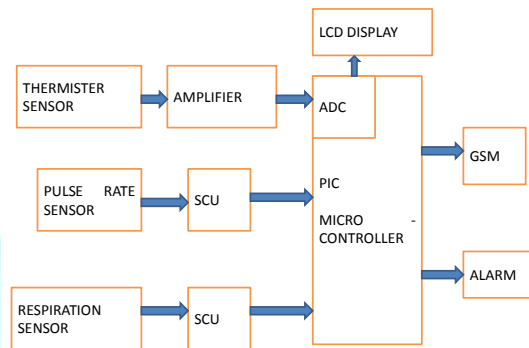 LCD DISPLAY
THERMISTER
SENSOR
AMPLIFIER
ADC
GSM
PULSE RATE
SENSOR
SCU
PIC
MICRO -
CONTROLLER
ALARM
RESPIRATION
SENSOR
SCU